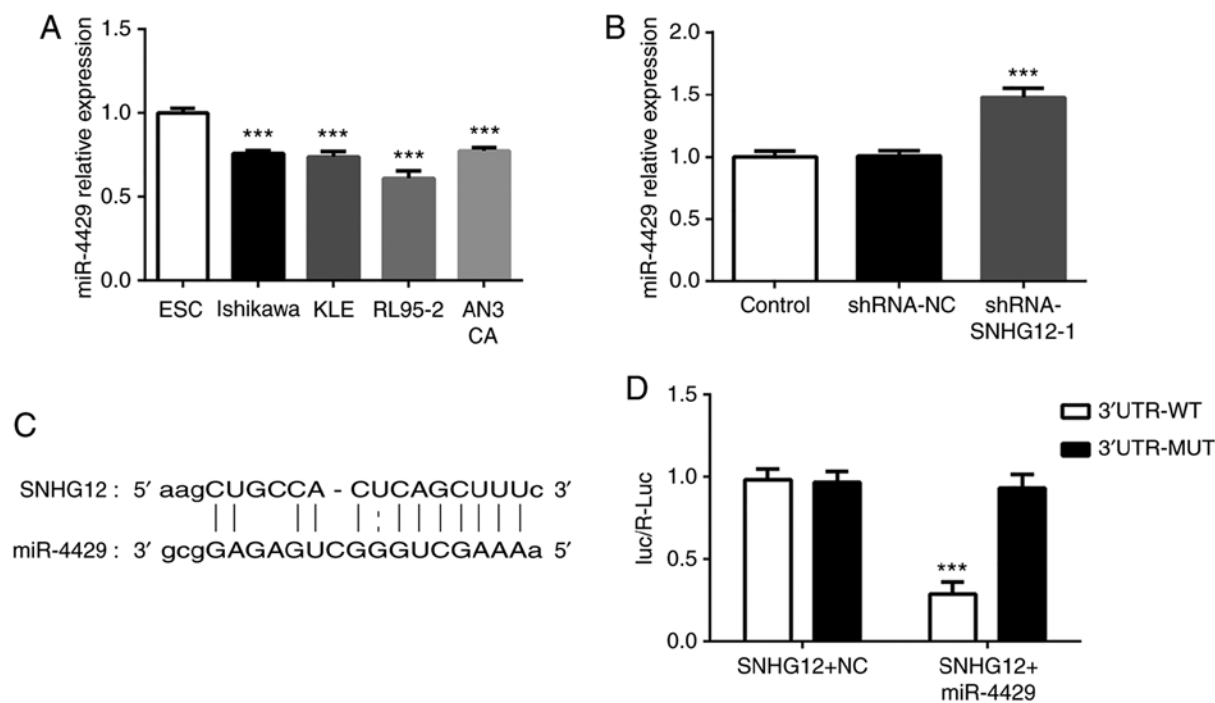 A
miR-4429 relative expression
1.5
1.0
0.5
0.0
***
***
***
***
ESC
Ishikawa
KLE
RL95-2
AN3
CA
B
miR-4429 relative expression
2.0
1.5
1.0
0.5
0.0
***
Control
shRNA-NC
shRNA-
SNHG12-1
C
SNHG12 : 5′ aagCUGCCA - CUCAGCUUUc 3′
miR-4429 : 3′ gcgGAGAGUCGGGUCGAAAa 5′
D
luc/R-Luc
1.5
1.0
0.5
0.0
***
SNHG12+NC
SNHG12+
miR-4429
3′UTR-WT
3′UTR-MUT